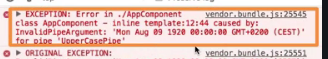 EXCEPTION: Error in ./AppComponent vendor.bundle.js:25545
class AppComponent - inline template:12:44 caused by:
InvalidPipeArgument: 'Mon Aug 09 1920 00:00:00 GMT+0200 (CEST)'
for pipe 'UpperCasePipe'
ORIGINAL EXCEPTION: vendor.bundle.js:25551